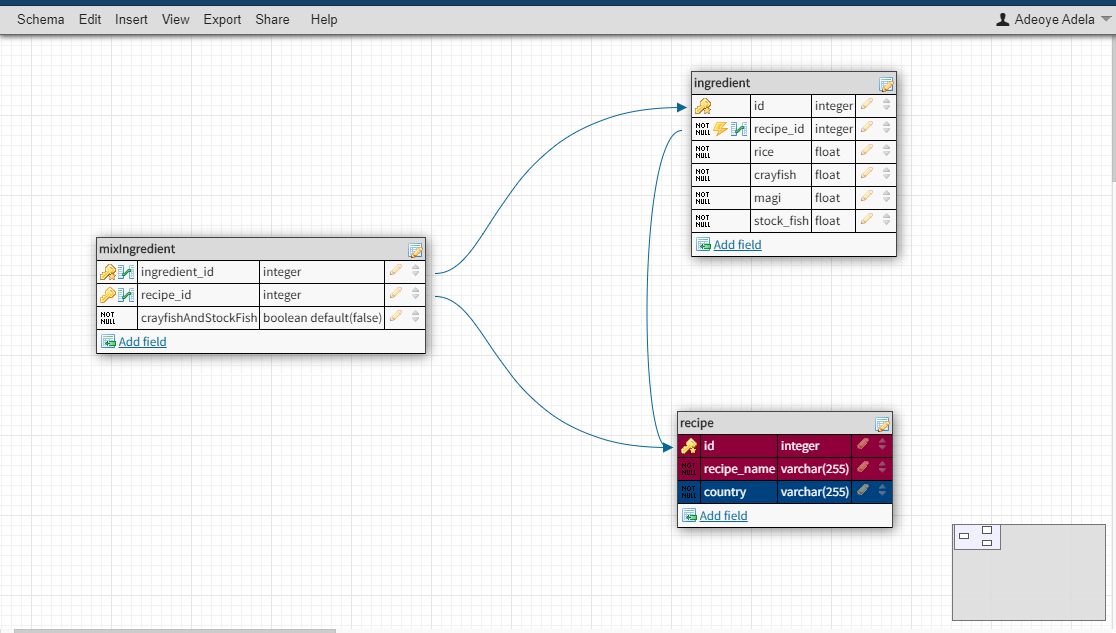 Schema Edit Insert View Export Share Help Adeoye Adela
ingredient
id integer
NOT NULL recipe_id integer
NOT NULL rice float
NOT NULL crayfish float
NOT NULL magi float
NOT NULL stock_fish float
Add field
mixIngredient
ingredient_id integer
recipe_id integer
NOT NULL crayfishAndStockFish boolean default(false)
Add field
recipe
id integer
NOT NULL recipe_name varchar(255)
NOT NULL country varchar(255)
Add field